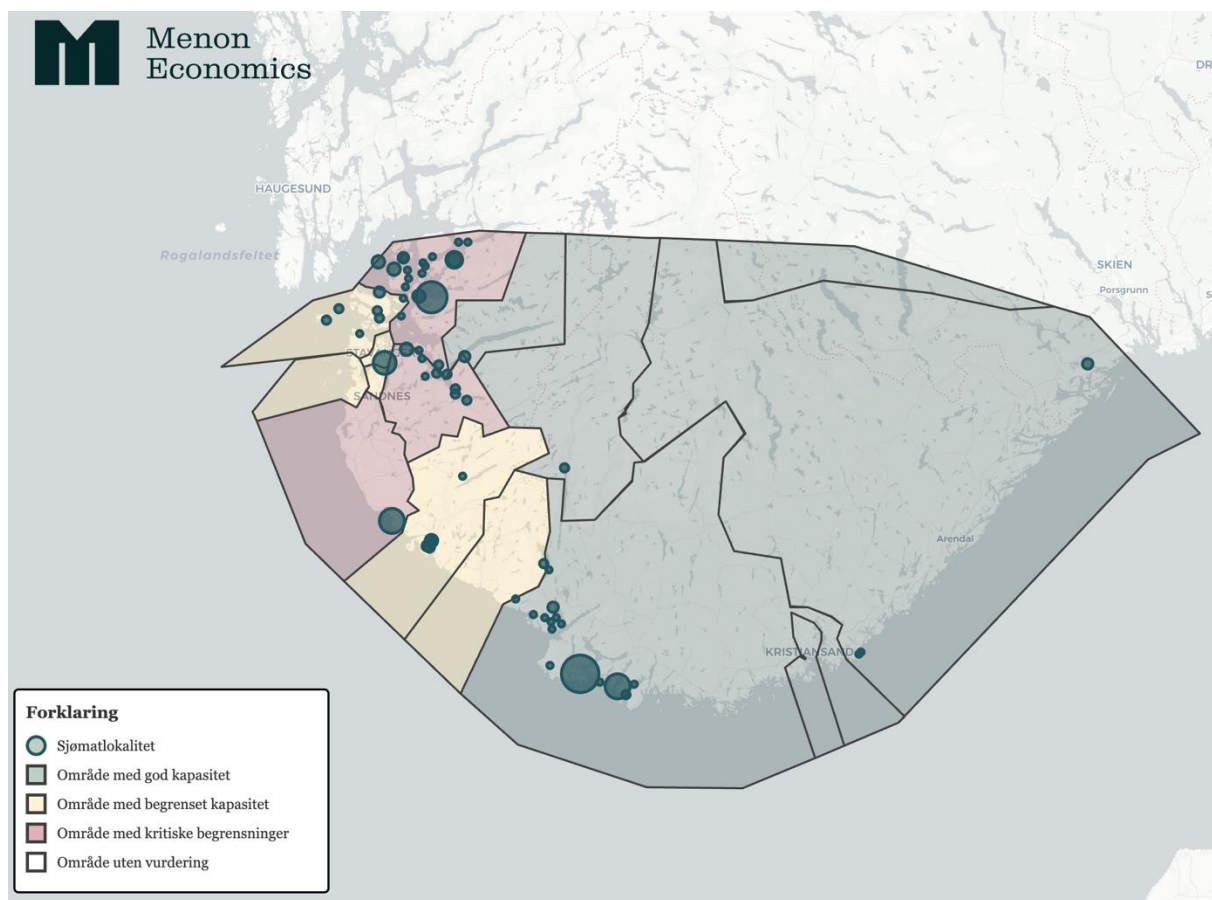 Menon
Economics
DR
HAUGESUND
Rogalandsfeltet
SKIEN
Porsgrunn
S
SANDNES
Arendal
KRISTIANSAND
Forklaring
Sjømatlokalitet
Område med god kapasitet
Område med begrenset kapasitet
Område med kritiske begrensninger
Område uten vurdering